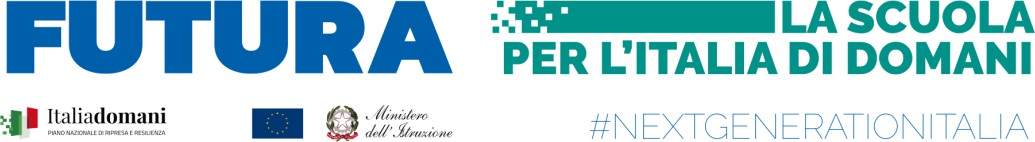 FUTURA
LA SCUOLA
PER L'ITALIA DI DOMANI
Italiadomani
PIANO NAZIONALE DI RIPRESA E RESILIENZA
Ministero
dell'Istruzione
#NEXTGENERATIONITALIA